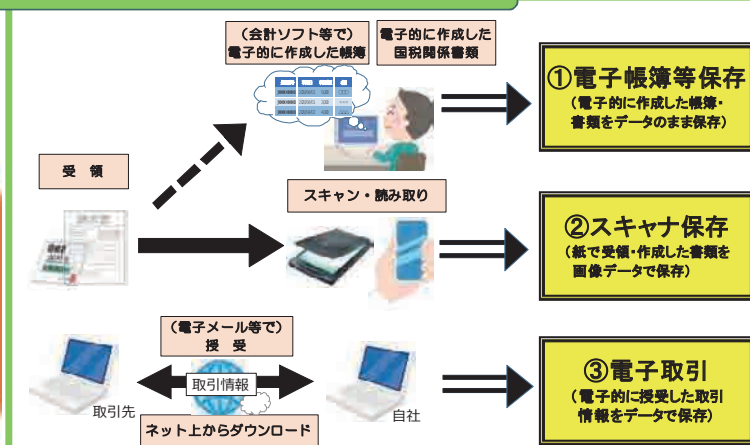 (会計ソフト等で)
電子的に作成した帳簿
電子的に作成した
国税関係書類
①電子帳簿等保存
(電子的に作成した帳簿・
書類をデータのまま保存)
受 領
スキャン・読み取り
②スキャナ保存
(紙で受領・作成した書類を
画像データで保存)
(電子メール等で)
授 受
取引情報
取引先
自社
ネット上からダウンロード
③電子取引
(電子的に授受した取引
情報をデータで保存)